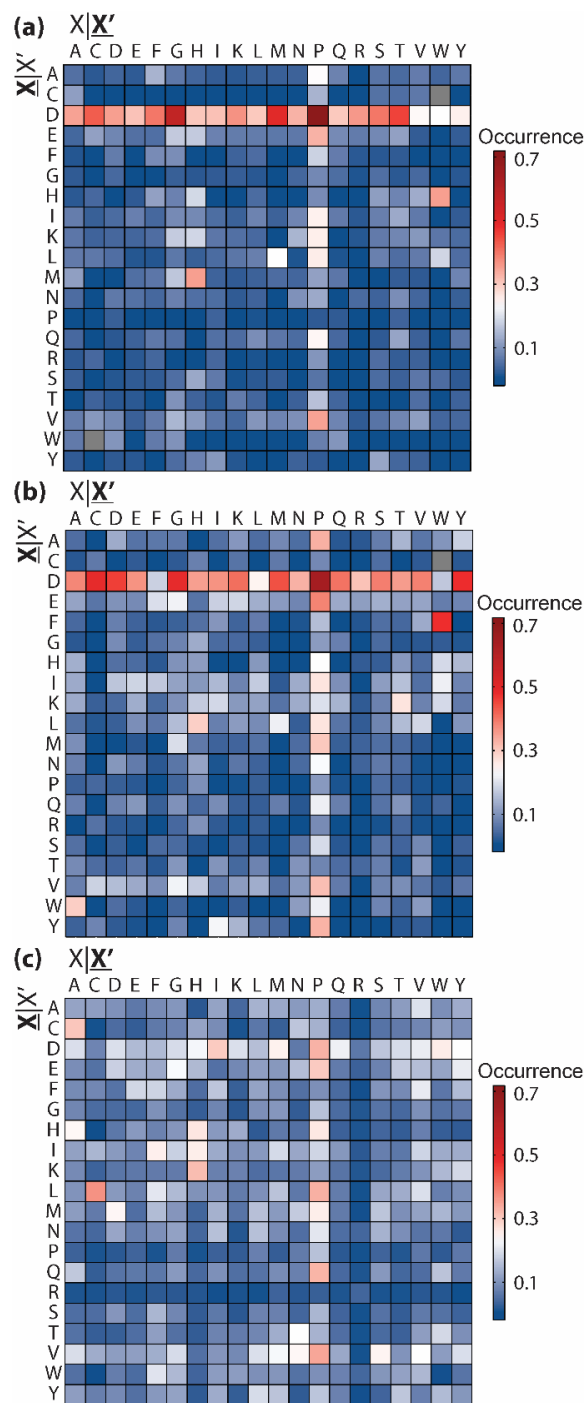 (a) X|X'
A C D E F G H I K L M N P Q R S T V W Y
X|X'
A
C
D
E
F
G
H
I
K
L
M
N
P
Q
R
S
T
V
W
Y
Occurrence
0.7
0.5
0.3
0.1
(b) X|X'
A C D E F G H I K L M N P Q R S T V W Y
X|X'
A
C
D
E
F
G
H
I
K
L
M
N
P
Q
R
S
T
V
W
Y
Occurrence
0.7
0.5
0.3
0.1
(c) X|X'
A C D E F G H I K L M N P Q R S T V W Y
X|X'
A
C
D
E
F
G
H
I
K
L
M
N
P
Q
R
S
T
V
W
Y
Occurrence
0.7
0.5
0.3
0.1